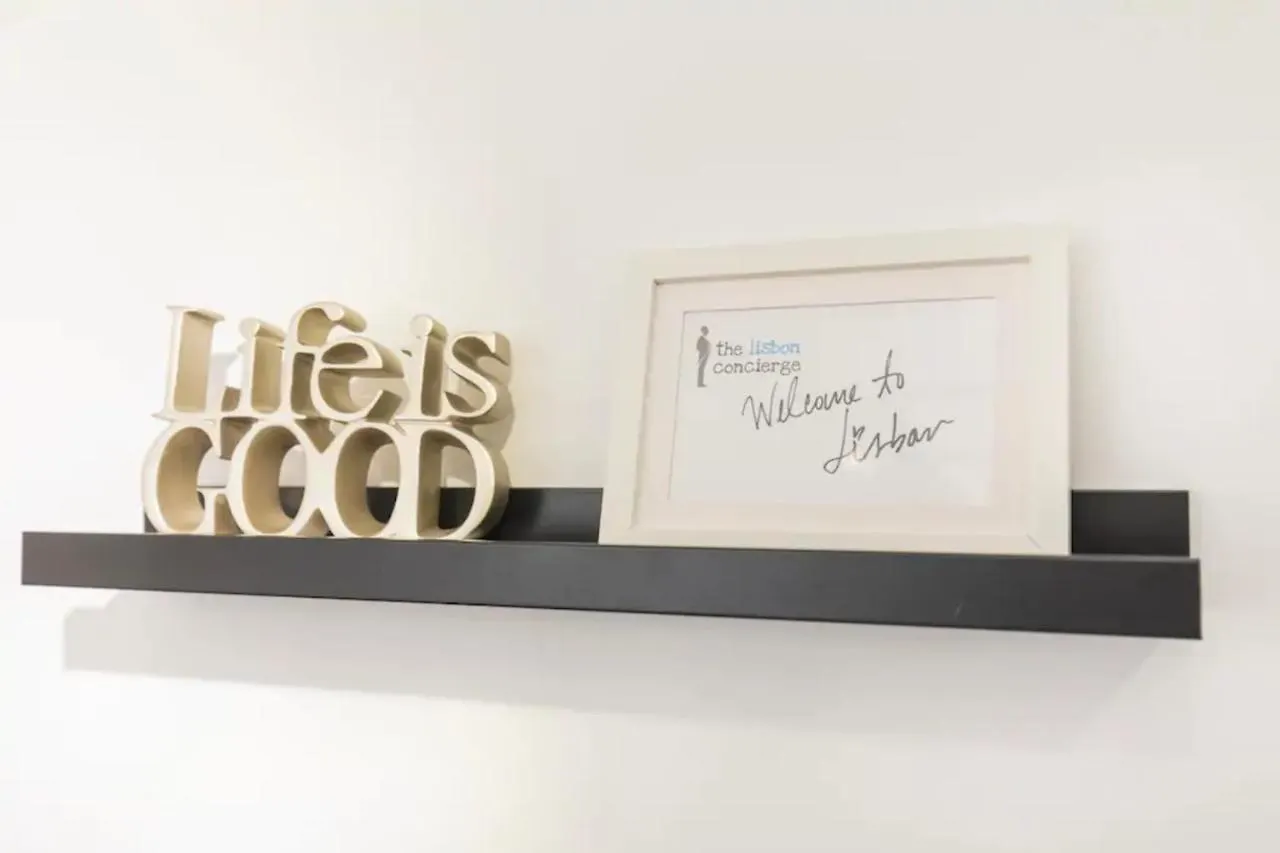 Life is
GOOD
the lisbon
concierge
Welcome to
Lisbon